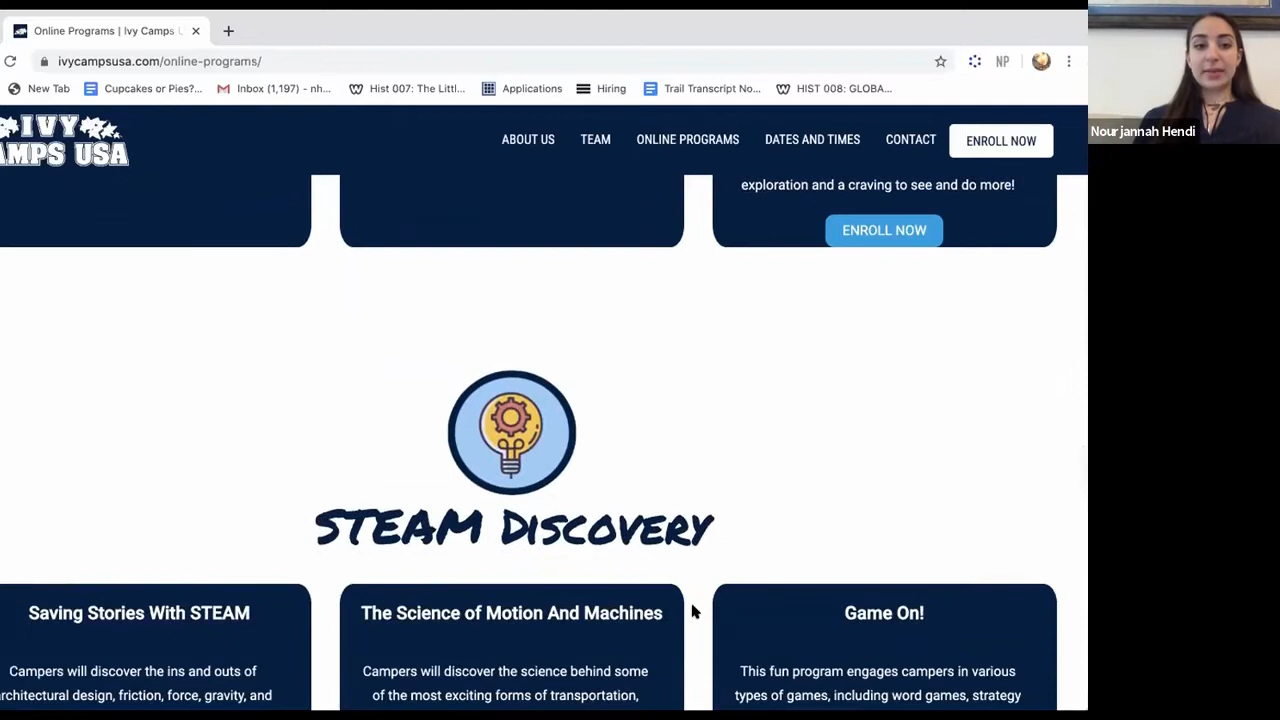 Online Programs | Ivy Camps U
ivycampsusa.com/online-programs/
NP
New Tab
Cupcakes or Pies?...
Inbox (1,197) - nh...
Hist 007: The Littl...
Applications
Hiring
Trail Transcript No...
HIST 008: GLOBA...
IVY
AMPS USA
ABOUT US
TEAM
ONLINE PROGRAMS
DATES AND TIMES
CONTACT
ENROLL NOW
Nourjannah Hendi
exploration and a craving to see and do more!
ENROLL NOW
STEAM Discovery
Saving Stories With STEAM
Campers will discover the ins and outs of
rchitectural design, friction, force, gravity, and
The Science of Motion And Machines
Campers will discover the science behind some
of the most exciting forms of transportation,
Game On!
This fun program engages campers in various
types of games, including word games, strategy